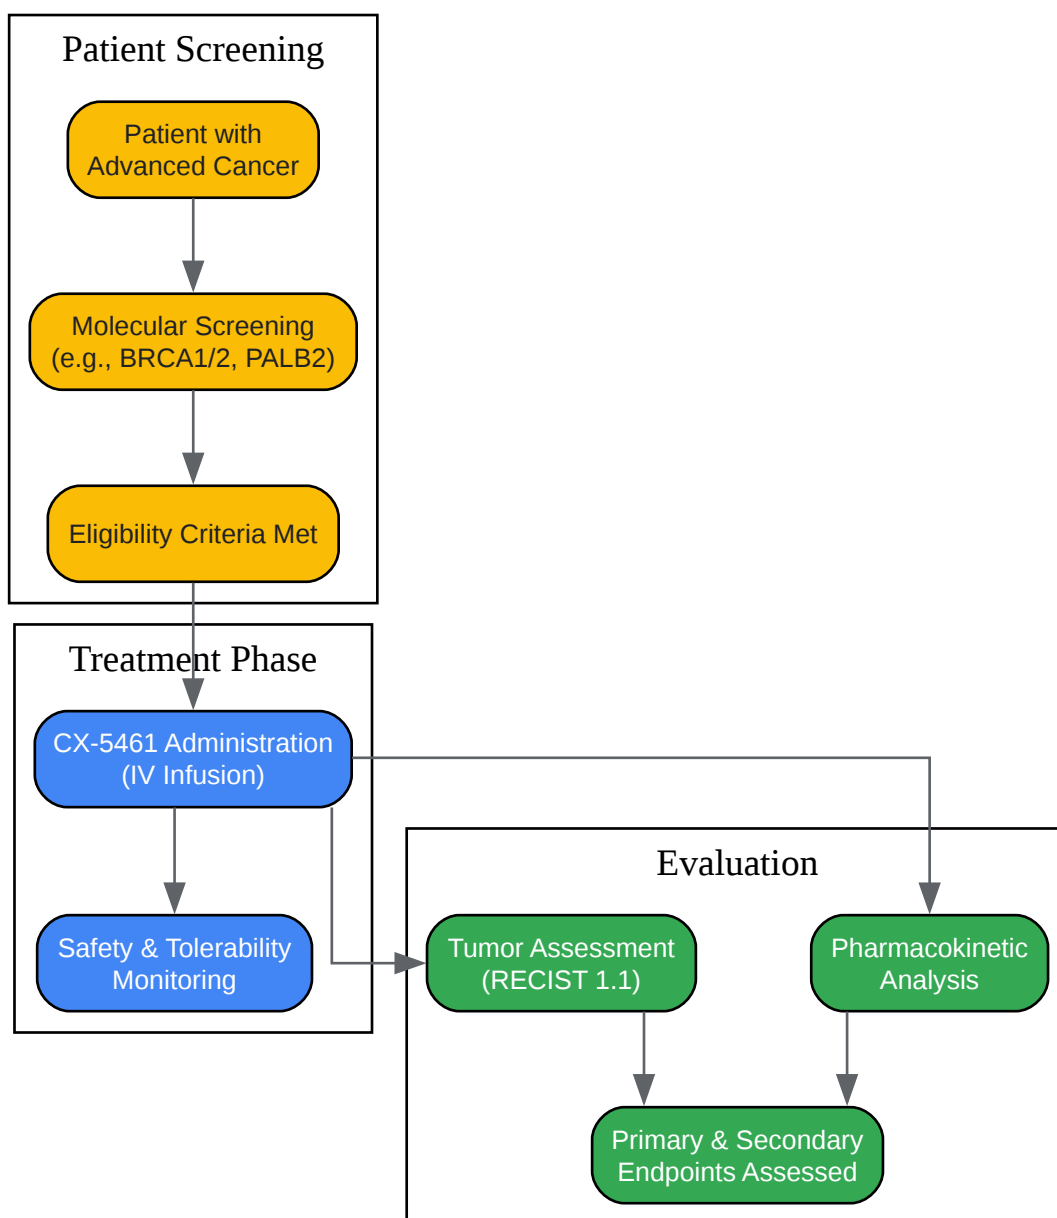 Patient Screening
Patient with
Advanced Cancer
Molecular Screening
(e.g., BRCA1/2, PALB2)
Eligibility Criteria Met
Treatment Phase
CX-5461 Administration
(IV Infusion)
Safety & Tolerability
Monitoring
Evaluation
Tumor Assessment
(RECIST 1.1)
Pharmacokinetic
Analysis
Primary & Secondary
Endpoints Assessed